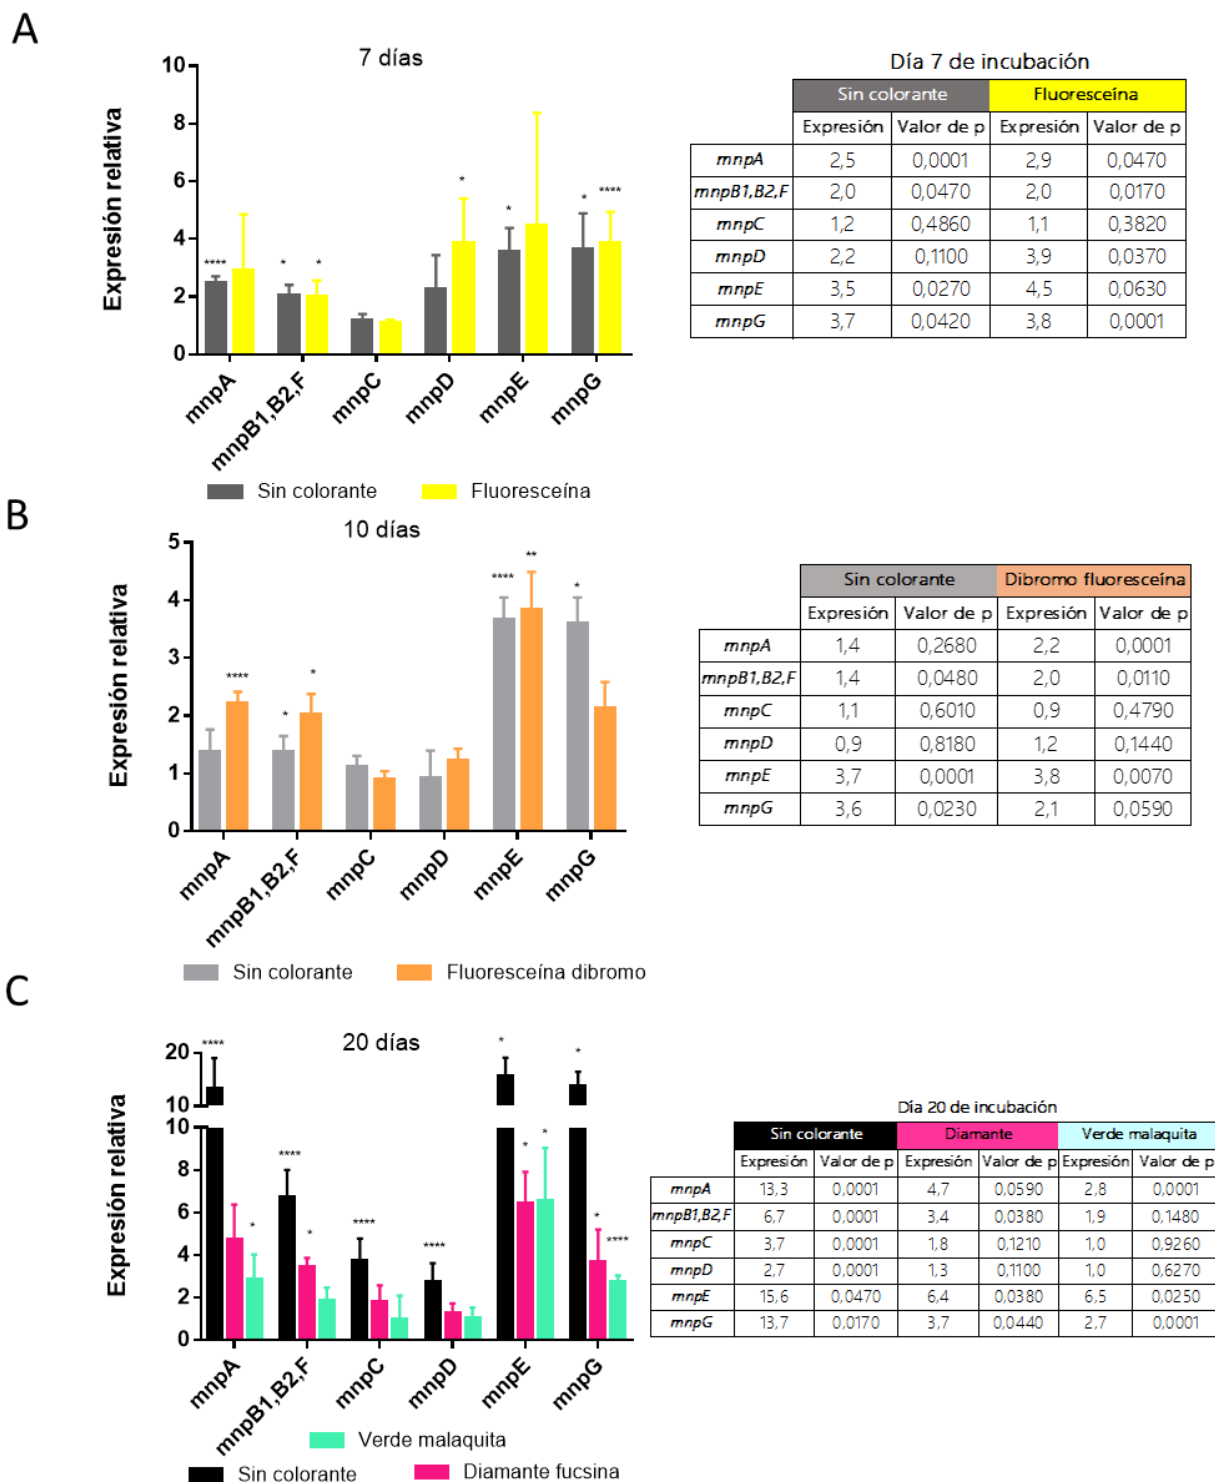 A
7 días
10
8
6
4
2
0
Expresión relativa
**** * * * * * ****
mnpA mnpB1,B2,F mnpC mnpD mnpE mnpG
Sin colorante Fluoresceína
Día 7 de incubación
Sin colorante Fluoresceína
Expresión Valor de p Expresión Valor de p
mnpA 2,5 0,0001 2,9 0,0470
mnpB1,B2,F 2,0 0,0470 2,0 0,0170
mnpC 1,2 0,4860 1,1 0,3820
mnpD 2,2 0,1100 3,9 0,0370
mnpE 3,5 0,0270 4,5 0,0630
mnpG 3,7 0,0420 3,8 0,0001
B
10 días
5
4
3
2
1
0
Expresión relativa
**** * * **** ** *
mnpA mnpB1,B2,F mnpC mnpD mnpE mnpG
Sin colorante Fluoresceína dibromo
Sin colorante Dibromo fluoresceína
Expresión Valor de p Expresión Valor de p
mnpA 1,4 0,2680 2,2 0,0001
mnpB1,B2,F 1,4 0,0480 2,0 0,0110
mnpC 1,1 0,6010 0,9 0,4790
mnpD 0,9 0,8180 1,2 0,1440
mnpE 3,7 0,0001 3,8 0,0070
mnpG 3,6 0,0230 2,1 0,0590
C
20 días
20
10
10
8
6
4
2
0
Expresión relativa
**** * **** * **** **** * * * * * ****
mnpA mnpB1,B2,F mnpC mnpD mnpE mnpG
Verde malaquita
Sin colorante Diamante fucsina
Día 20 de incubación
Sin colorante Diamante Verde malaquita
Expresión Valor de p Expresión Valor de p Expresión Valor de p
mnpA 13,3 0,0001 4,7 0,0590 2,8 0,0001
mnpB1,B2,F 6,7 0,0001 3,4 0,0380 1,9 0,1480
mnpC 3,7 0,0001 1,8 0,1210 1,0 0,9260
mnpD 2,7 0,0001 1,3 0,1100 1,0 0,6270
mnpE 15,6 0,0470 6,4 0,0380 6,5 0,0250
mnpG 13,7 0,0170 3,7 0,0440 2,7 0,0001